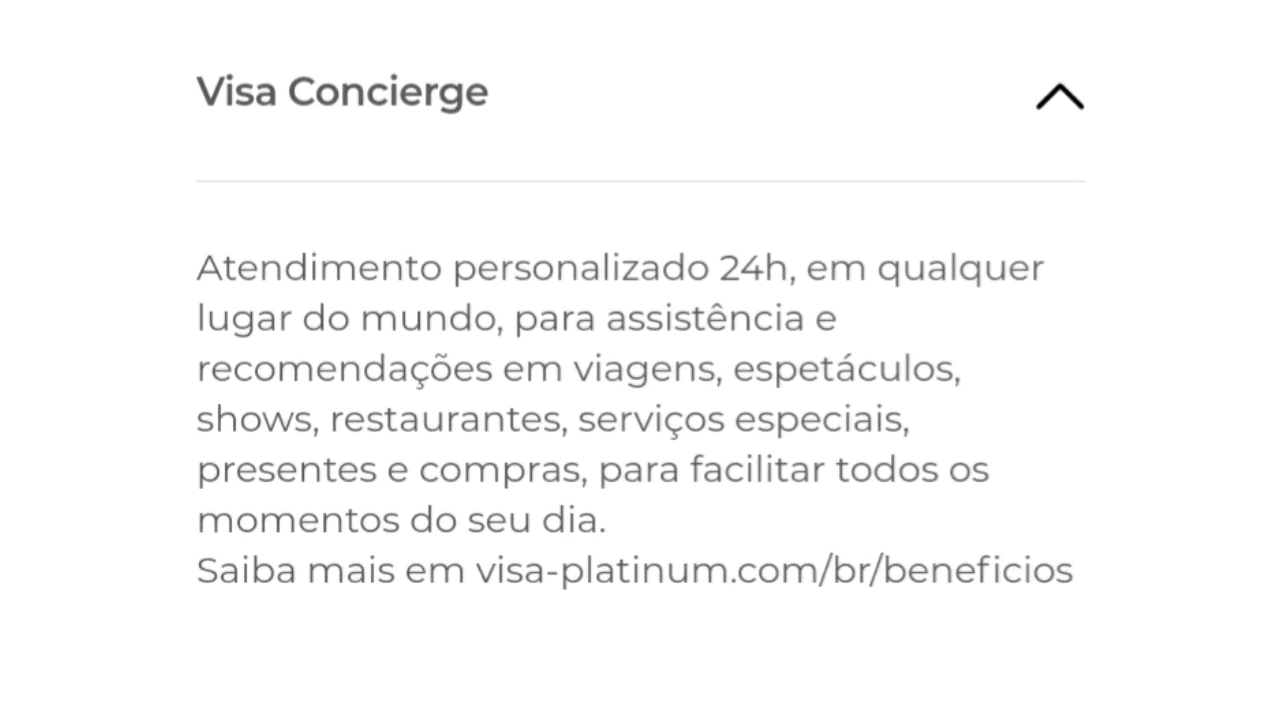 Visa Concierge
Atendimento personalizado 24h, em qualquer
lugar do mundo, para assistência e
recomendações em viagens, espetáculos,
shows, restaurantes, serviços especiais,
presentes e compras, para facilitar todos os
momentos do seu dia.
Saiba mais em visa-platinum.com/br/beneficios